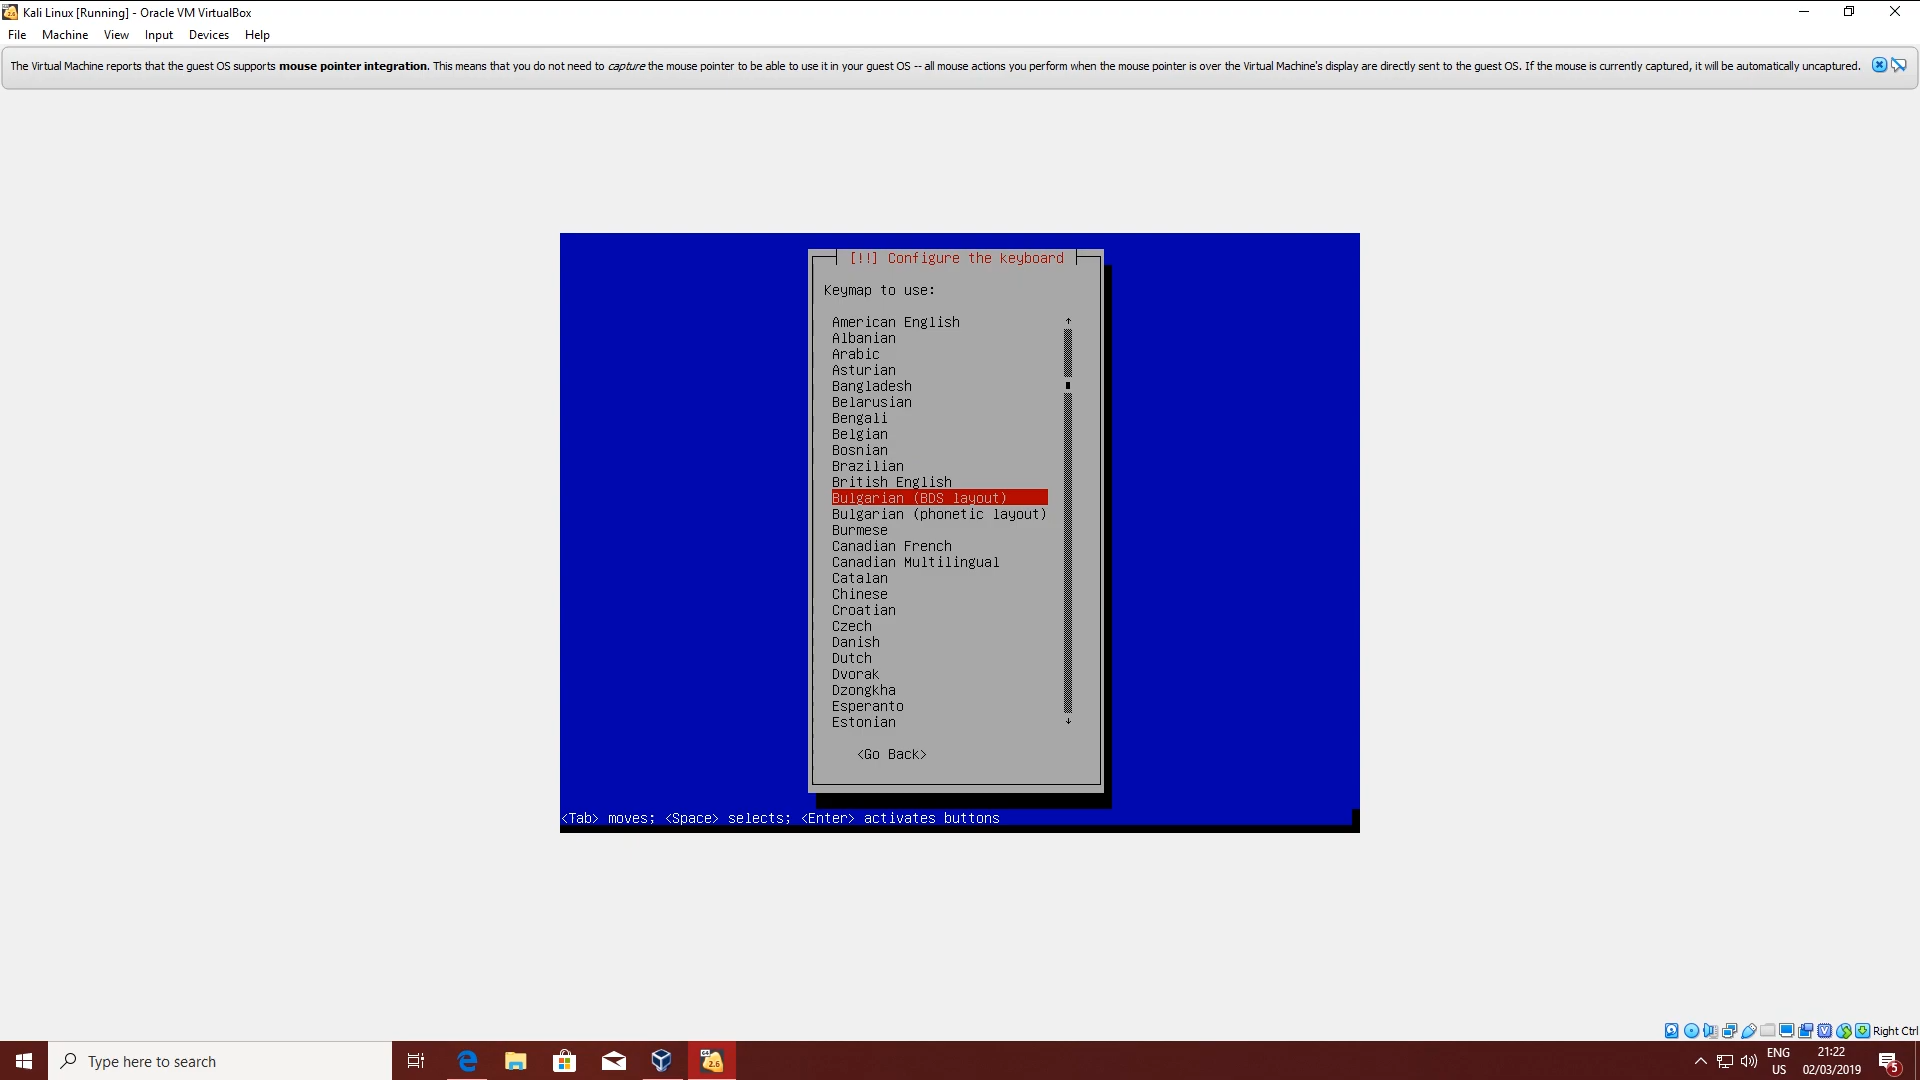 Kali Linux [Running] - Oracle VM VirtualBox
File Machine View Input Devices Help
The Virtual Machine reports that the guest OS supports mouse pointer integration. This means that you do not need to capture the mouse pointer to be able to use it in your guest OS -- all mouse actions you perform when the mouse pointer is over the Virtual Machine's display are directly sent to the guest OS. If the mouse is currently captured, it will be automatically uncaptured.
[!!] Configure the keyboard
Keymap to use:
American English
Albanian
Arabic
Asturian
Bangladesh
Belarusian
Bengali
Belgian
Bosnian
Brazilian
British English
Bulgarian (BDS layout)
Bulgarian (phonetic layout)
Burmese
Canadian French
Canadian Multilingual
Catalan
Chinese
Croatian
Czech
Danish
Dutch
Dvorak
Dzongkha
Esperanto
Estonian
<Go Back>
<Tab> moves; <Space> selects; <Enter> activates buttons
Right Ctrl
Type here to search
ENG
US
21:22
02/03/2019
5